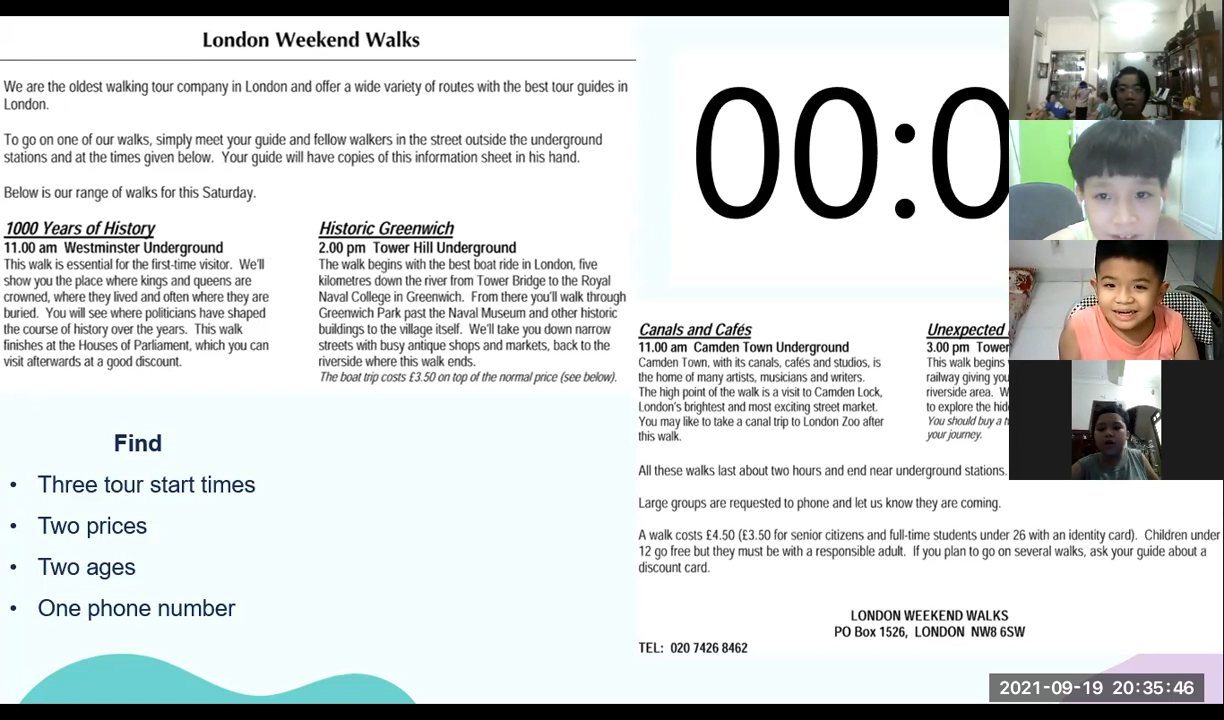 London Weekend Walks
We are the oldest walking tour company in London and offer a wide variety of routes with the best tour guides in
London.
To go on one of our walks, simply meet your guide and fellow walkers in the street outside the underground
stations and at the times given below. Your guide will have copies of this information sheet in his hand.
Below is our range of walks for this Saturday.
1000 Years of History
11.00 am Westminster Underground
This walk is essential for the first-time visitor. We'll
show you the place where kings and queens are
crowned, where they lived and often where they are
buried. You will see where politicians have shaped
the course of history over the years. This walk
finishes at the Houses of Parliament, which you can
visit afterwards at a good discount.
Historic Greenwich
2.00 pm Tower Hill Underground
The walk begins with the best boat ride in London, five
kilometres down the river from Tower Bridge to the Royal
Naval College in Greenwich. From there you'll walk through
Greenwich Park past the Naval Museum and other historic
buildings to the village itself. We'll take you down narrow
streets with busy antique shops and markets, back to the
riverside where this walk ends.
The boat trip costs £3.50 on top of the normal price (see below).
Find
• Three tour start times
• Two prices
• Two ages
• One phone number
00:0
Canals and Cafés
11.00 am Camden Town Underground
Camden Town, with its canals, cafés and studios, is
the home of many artists, musicians and writers.
The high point of the walk is a visit to Camden Lock,
London's brightest and most exciting street market.
You may like to take a canal trip to London Zoo after
this walk.
Unexpected
3.00 pm Tower
This walk begins
railway giving you
riverside area. W
to explore the hid
You should buy a t
your journey.
All these walks last about two hours and end near underground stations.
Large groups are requested to phone and let us know they are coming.
A walk costs £4.50 (£3.50 for senior citizens and full-time students under 26 with an identity card). Children under
12 go free but they must be with a responsible adult. If you plan to go on several walks, ask your guide about a
discount card.
LONDON WEEKEND WALKS
PO Box 1526, LONDON NW8 6SW
TEL: 020 7426 8462
2021-09-19 20:35:46